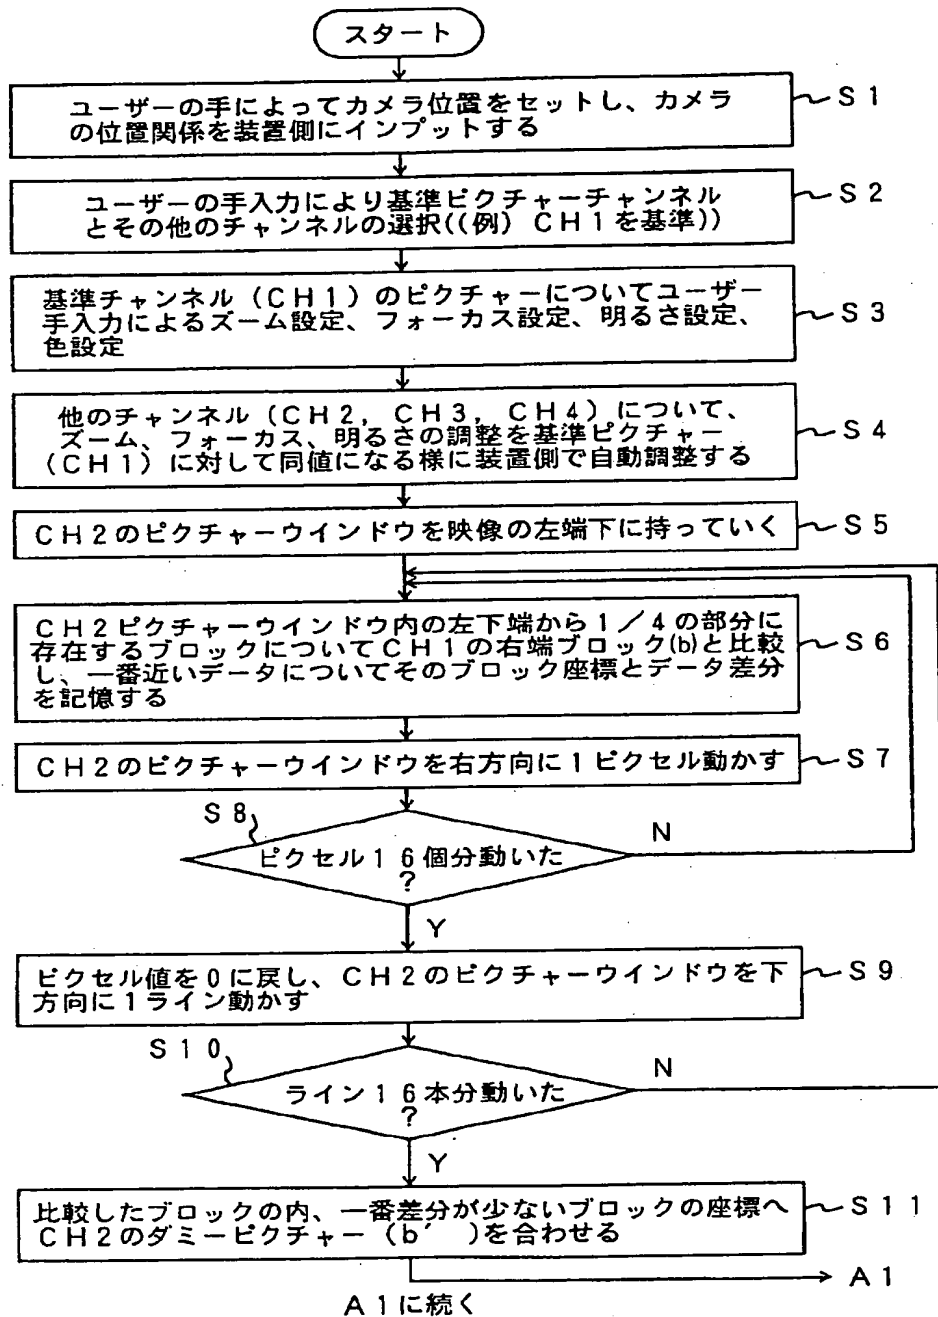 スタート
ユーザーの手によってカメラ位置をセットし、カメラ
の位置関係を装置側にインプットする
S1
ユーザーの手入力により基準ピクチャーチャンネル
とその他のチャンネルの選択((例) CH1を基準))
S2
基準チャンネル(CH1)のピクチャーについてユーザー
手入力によるズーム設定、フォーカス設定、明るさ設定、
色設定
S3
他のチャンネル(CH2, CH3, CH4)について、
ズーム、フォーカス、明るさの調整を基準ピクチャー
(CH1)に対して同値になる様に装置側で自動調整する
S4
CH2のピクチャーウインドウを映像の左端下に持っていく
S5
CH2ピクチャーウインドウ内の左下端から1/4の部分に
存在するブロックについてCH1の右端ブロック(b)と比較
し、一番近いデータについてそのブロック座標とデータ差分
を記憶する
S6
CH2のピクチャーウインドウを右方向に1ピクセル動かす
S7
S8
ピクセル16個分動いた
?
N
Y
ピクセル値を0に戻し、CH2のピクチャーウインドウを下
方向に1ライン動かす
S9
S10
ライン16本分動いた
?
N
Y
比較したブロックの内、一番差分が少ないブロックの座標へ
CH2のダミーピクチャー(b′ )を合わせる
S11
A1
A1に続く